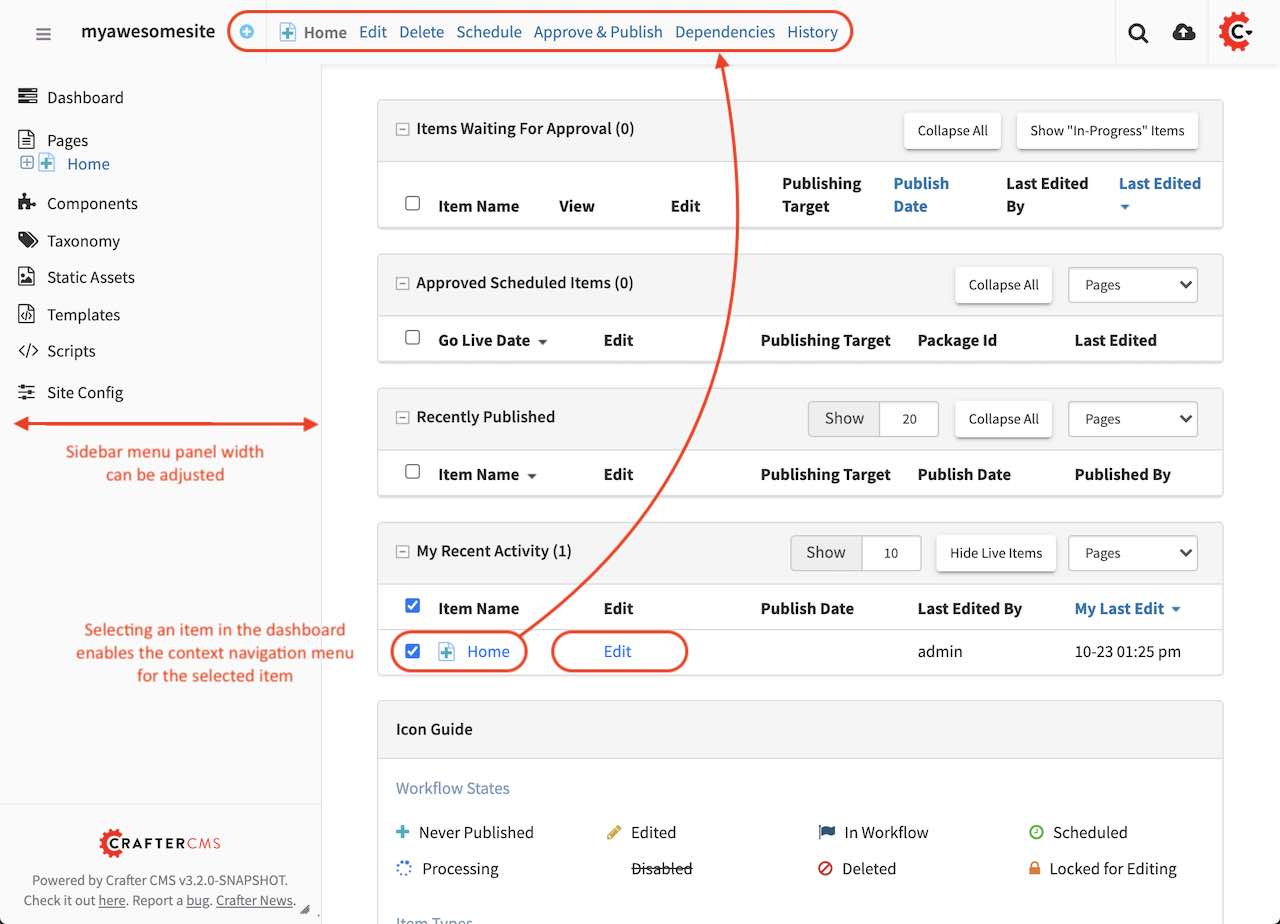 myawesomesite
Home Edit Delete Schedule Approve & Publish Dependencies History
Dashboard
Pages
Home
Components
Taxonomy
Static Assets
Templates
Scripts
Site Config
Sidebar menu panel width
can be adjusted
Selecting an item in the dashboard
enables the context navigation menu
for the selected item
CRAFTERCMS
Powered by Crafter CMS v3.2.0-SNAPSHOT.
Check it out here. Report a bug. Crafter News.
Items Waiting For Approval (0) Collapse All Show "In-Progress" Items
Item Name View Edit Publishing Target Publish Date Last Edited By Last Edited
Approved Scheduled Items (0) Collapse All Pages
Go Live Date Edit Publishing Target Package Id Last Edited
Recently Published Show 20 Collapse All Pages
Item Name Edit Publishing Target Publish Date Published By
My Recent Activity (1) Show 10 Hide Live Items Pages
Item Name Edit Publish Date Last Edited By My Last Edit
Home Edit admin 10-23 01:25 pm
Icon Guide
Workflow States
Never Published Edited In Workflow Scheduled
Processing Disabled Deleted Locked for Editing
Item Types